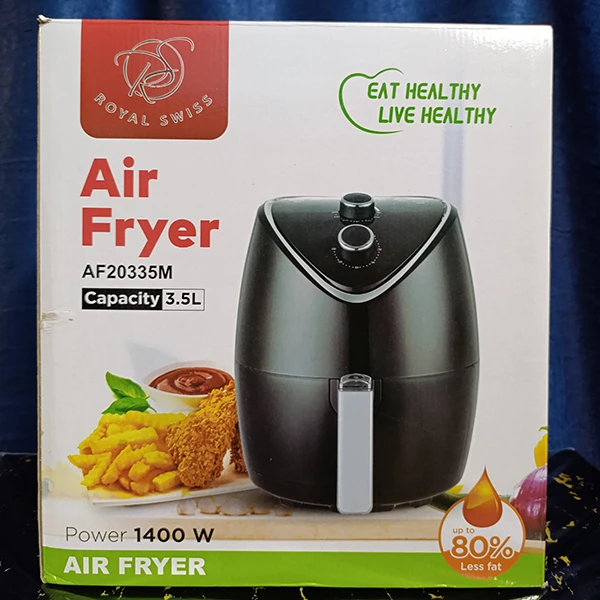 ROYAL SWISS
EAT HEALTHY
LIVE HEALTHY
Air
Fryer
AF20335M
Capacity 3.5L
Power 1400 W
AIR FRYER
up to
80%
Less fat